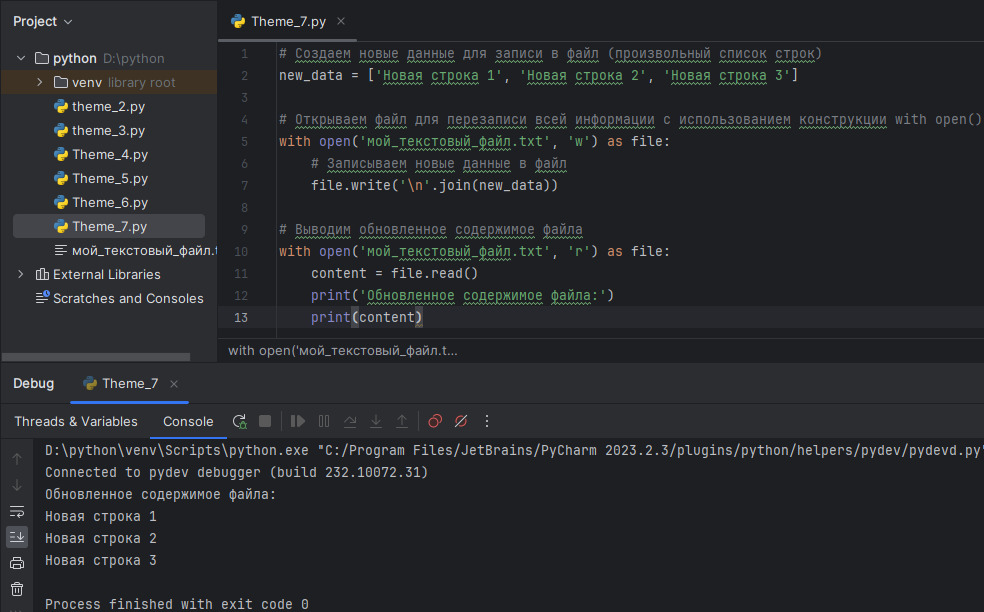 Project
Theme_7.py
python D:\python
venv library root
theme_2.py
theme_3.py
Theme_4.py
Theme_5.py
Theme_6.py
Theme_7.py
мой_текстовый_файл.t
External Libraries
Scratches and Consoles
1 # Создаем новые данные для записи в файл (произвольный список строк)
2 new_data = ['Новая строка 1', 'Новая строка 2', 'Новая строка 3']
3
4 # Открываем файл для перезаписи всей информации с использованием конструкции with open()
5 with open('мой_текстовый_файл.txt', 'w') as file:
6     # Записываем новые данные в файл
7     file.write('\n'.join(new_data))
8
9 # Выводим обновленное содержимое файла
10 with open('мой_текстовый_файл.txt', 'r') as file:
11     content = file.read()
12     print('Обновленное содержимое файла:')
13     print(content)
with open('мой_текстовый_файл.t...
Debug Theme_7
Threads & Variables Console
D:\python\venv\Scripts\python.exe "C:/Program Files/JetBrains/PyCharm 2023.2.3/plugins/python/helpers/pydev/pydevd.py"
Connected to pydev debugger (build 232.10072.31)
Обновленное содержимое файла:
Новая строка 1
Новая строка 2
Новая строка 3
Process finished with exit code 0